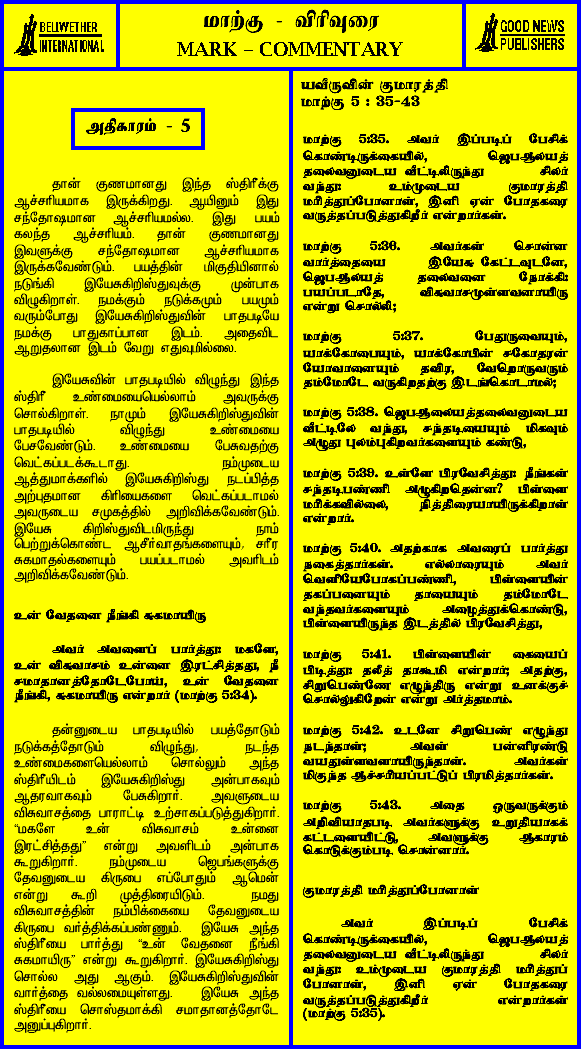 BELLWETHER
INTERNATIONAL
மாற்கு - விரிவுரை
MARK – COMMENTARY
GOOD NEWS
PUBLISHERS
அதிகாரம் - 5
தான் குணமானது இந்த ஸ்திரீக்கு
ஆச்சரியமாக இருக்கிறது. ஆயினும் இது
சந்தோஷமான ஆச்சரியமல்ல. இது பயம்
கலந்த ஆச்சரியம். தான் குணமானது
இவளுக்கு சந்தோஷமான ஆச்சரியமாக
இருக்கவேண்டும். பயத்தின் மிகுதியினால்
நடுங்கி இயேசுகிறிஸ்துவுக்கு முன்பாக
விழுகிறாள். நமக்கும் நடுக்கமும் பயமும்
வரும்போது இயேசுகிறிஸ்துவின் பாதபடியே
நமக்கு பாதுகாப்பான இடம். அதைவிட
ஆறுதலான இடம் வேறு எதுவுமில்லை.
இயேசுவின் பாதபடியில் விழுந்து இந்த
ஸ்திரீ உண்மையையெல்லாம் அவருக்கு
சொல்கிறாள். நாமும் இயேசுகிறிஸ்துவின்
பாதபடியில் விழுந்து உண்மையை
பேசவேண்டும். உண்மையை பேசுவதற்கு
வெட்கப்படக்கூடாது. நம்முடைய
ஆத்துமாக்களில் இயேசுகிறிஸ்து நடப்பித்த
அற்புதமான கிரியைகளை வெட்கப்படாமல்
அவருடைய சமுகத்தில் அறிவிக்கவேண்டும்.
இயேசு கிறிஸ்துவிடமிருந்து நாம்
பெற்றுக்கொண்ட ஆசீர்வாதங்களையும், சரீர
சுகமாதல்களையும் பயப்படாமல் அவரிடம்
அறிவிக்கவேண்டும்.
உன் வேதனை நீங்கி சுகமாயிரு
அவர் அவளைப் பார்த்து: மகளே,
உன் விசுவாசம் உன்னை இரட்சித்தது, நீ
சமாதானத்தோடேபோய், உன் வேதனை
நீங்கி, சுகமாயிரு என்றார் (மாற்கு 5:34).
தன்னுடைய பாதபடியில் பயத்தோடும்
நடுக்கத்தோடும் விழுந்து, நடந்த
உண்மைகளையெல்லாம் சொல்லும் அந்த
ஸ்திரீயிடம் இயேசுகிறிஸ்து அன்பாகவும்
ஆதரவாகவும் பேசுகிறார். அவளுடைய
விசுவாசத்தை பாராட்டி உற்சாகப்படுத்துகிறார்.
“மகளே உன் விசுவாசம் உன்னை
இரட்சித்தது” என்று அவளிடம் அன்பாக
கூறுகிறார். நம்முடைய ஜெபங்களுக்கு
தேவனுடைய கிருபை எப்போதும் ஆமென்
என்று கூறி முத்திரையிடும். நமது
விசுவாசத்தின் நம்பிக்கையை தேவனுடைய
கிருபை வர்த்திக்கப்பண்ணும். இயேசு அந்த
ஸ்திரீயை பார்த்து “உன் வேதனை நீங்கி
சுகமாயிரு” என்று கூறுகிறார். இயேசுகிறிஸ்து
சொல்ல அது ஆகும். இயேசுகிறிஸ்துவின்
வார்த்தை வல்லமையுள்ளது. இயேசு அந்த
ஸ்திரீயை சொஸ்தமாக்கி சமாதானத்தோடே
அனுப்புகிறார்.
யவீருவின் குமாரத்தி
மாற்கு 5 : 35-43
மாற்கு 5:35. அவர் இப்படிப் பேசிக்
கொண்டிருக்கையில், ஜெபஆலயத்
தலைவனுடைய வீட்டிலிருந்து சிலர்
வந்து: உம்முடைய குமாரத்தி
மரித்துப்போனாள், இனி ஏன் போதகரை
வருத்தப்படுத்துகிறீர் என்றார்கள்.
மாற்கு 5:36. அவர்கள் சொன்ன
வார்த்தையை இயேசு கேட்டவுடனே,
ஜெபஆலயத் தலைவனை நோக்கி:
பயப்படாதே, விசுவாசமுள்ளவனாயிரு
என்று சொல்லி;
மாற்கு 5:37. பேதுருவையும்,
யாக்கோபையும், யாக்கோபின் சகோதரன்
யோவானையும் தவிர, வேறொருவரும்
தம்மோடே வருகிறதற்கு இடங்கொடாமல்;
மாற்கு 5:38. ஜெபஆலயத்தலைவனுடைய
வீட்டிலே வந்து, சந்தடியையும் மிகவும்
அழுது புலம்புகிறவர்களையும் கண்டு,
மாற்கு 5:39. உள்ளே பிரவேசித்து: நீங்கள்
சந்தடிபண்ணி அழுகிறதென்ன? பிள்ளை
மரிக்கவில்லை, நித்திரையாயிருக்கிறாள்
என்றார்.
மாற்கு 5:40. அதற்காக அவரைப் பார்த்து
நகைத்தார்கள். எல்லாரையும் அவர்
வெளியேபோகப்பண்ணி, பிள்ளையின்
தகப்பனையும் தாயையும் தம்மோடே
வந்தவர்களையும் அழைத்துக்கொண்டு,
பிள்ளையிருந்த இடத்தில் பிரவேசித்து,
மாற்கு 5:41. பிள்ளையின் கையைப்
பிடித்து: தலீத் தாகூமி என்றார்; அதற்கு,
சிறுபெண்ணே எழுந்திரு என்று உனக்குச்
சொல்லுகிறேன் என்று அர்த்தமாம்.
மாற்கு 5:42. உடனே சிறுபெண் எழுந்து
நடந்தாள்; அவள் பன்னிரண்டு
வயதுள்ளவளாயிருந்தாள். அவர்கள்
மிகுந்த ஆச்சரியப்பட்டுப் பிரமித்தார்கள்.
மாற்கு 5:43. அதை ஒருவருக்கும்
அறிவியாதபடி அவர்களுக்கு உறுதியாகக்
கட்டளையிட்டு, அவளுக்கு ஆகாரம்
கொடுக்கும்படி சொன்னார்.
குமாரத்தி மரித்துப்போனாள்
அவர் இப்படிப் பேசிக்
கொண்டிருக்கையில், ஜெபஆலயத்
தலைவனுடைய வீட்டிலிருந்து சிலர்
வந்து: உம்முடைய குமாரத்தி மரித்துப்
போனாள், இனி ஏன் போதகரை
வருத்தப்படுத்துகிறீர் என்றார்கள்
(மாற்கு 5:35).